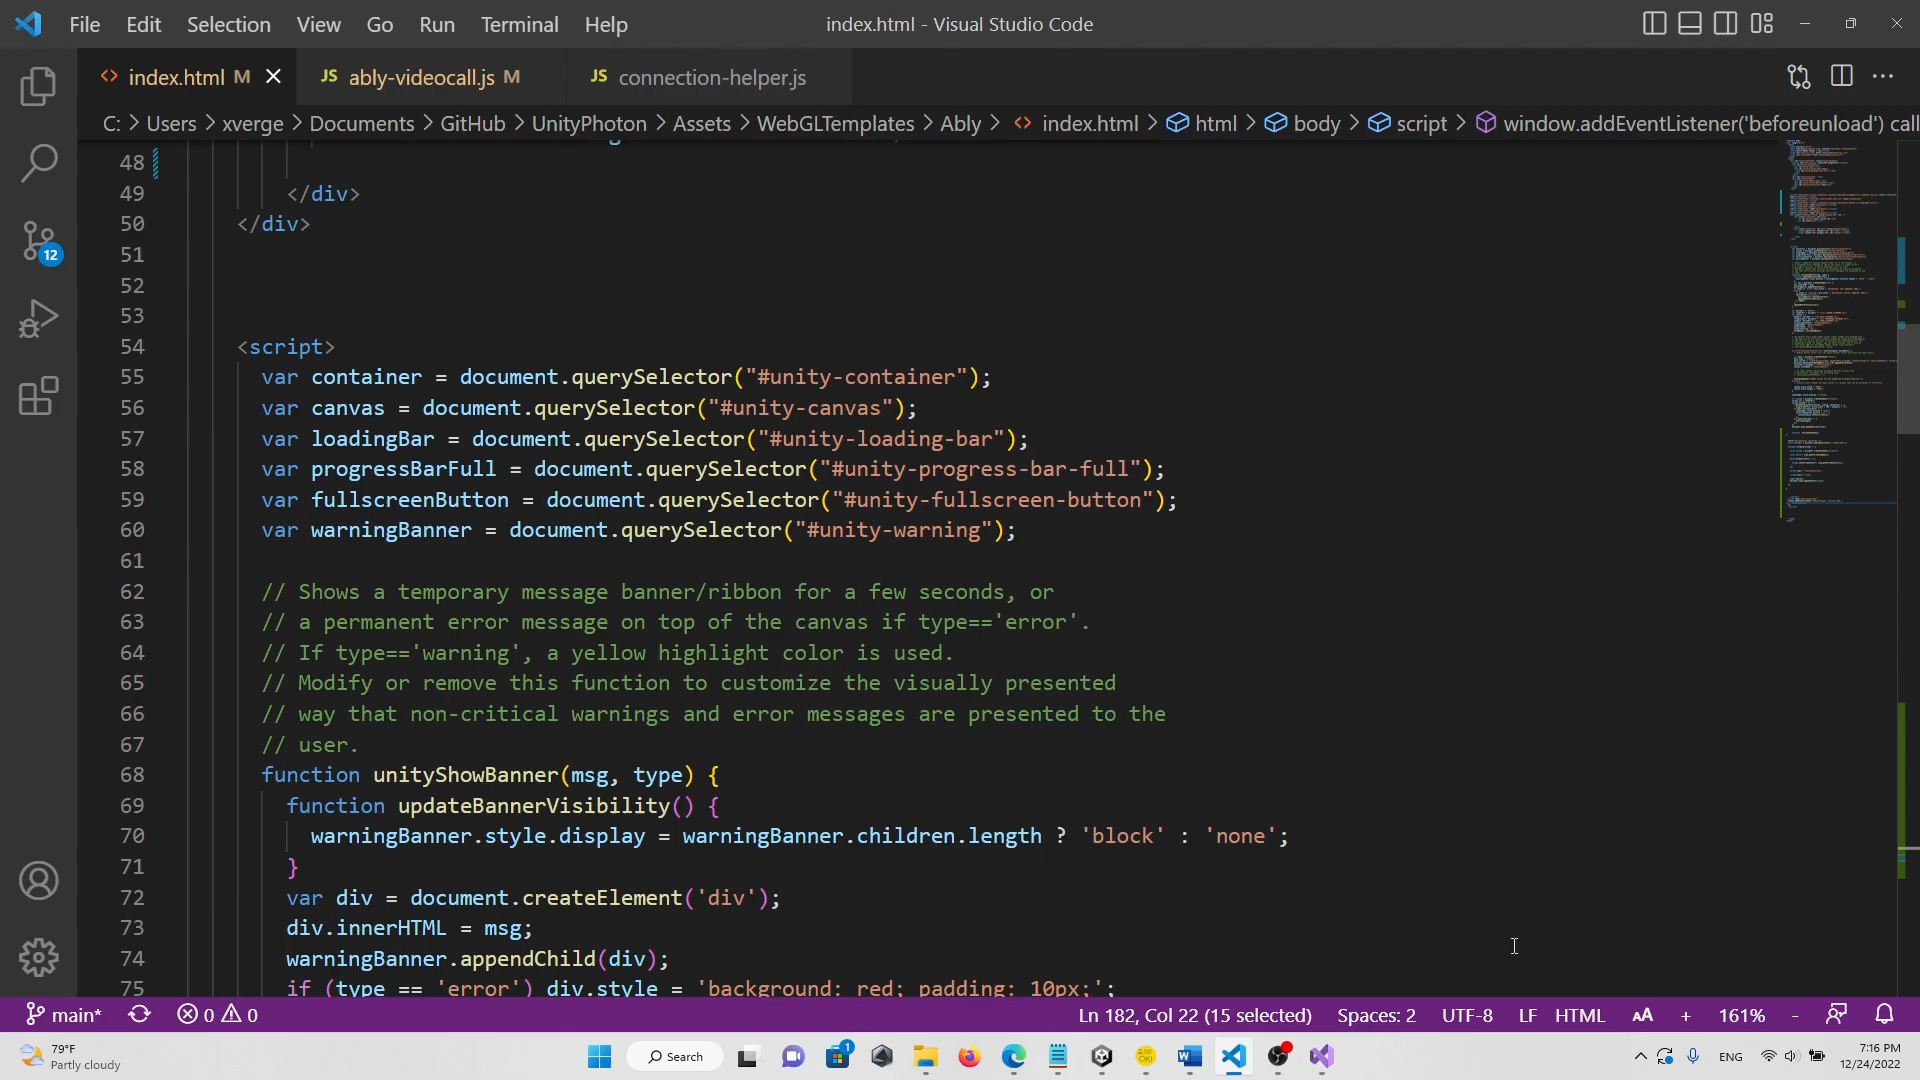 File Edit Selection View Go Run Terminal Help index.html - Visual Studio Code
index.html M JS ably-videocall.js M JS connection-helper.js
C: > Users > xverge > Documents > GitHub > UnityPhoton > Assets > WebGLTemplates > Ably > index.html > html > body > script > window.addEventListener('beforeunload') call
48
49 </div>
50 </div>
51
52
53
54 <script>
55 var container = document.querySelector("#unity-container");
56 var canvas = document.querySelector("#unity-canvas");
57 var loadingBar = document.querySelector("#unity-loading-bar");
58 var progressBarFull = document.querySelector("#unity-progress-bar-full");
59 var fullscreenButton = document.querySelector("#unity-fullscreen-button");
60 var warningBanner = document.querySelector("#unity-warning");
61
62 // Shows a temporary message banner/ribbon for a few seconds, or
63 // a permanent error message on top of the canvas if type=='error'.
64 // If type=='warning', a yellow highlight color is used.
65 // Modify or remove this function to customize the visually presented
66 // way that non-critical warnings and error messages are presented to the
67 // user.
68 function unityShowBanner(msg, type) {
69 function updateBannerVisibility() {
70 warningBanner.style.display = warningBanner.children.length ? 'block' : 'none';
71 }
72 var div = document.createElement('div');
73 div.innerHTML = msg;
74 warningBanner.appendChild(div);
75 if (type == 'error') div.style = 'background: red; padding: 10px;';
12
main* 0 0 Ln 182, Col 22 (15 selected) Spaces: 2 UTF-8 LF HTML AA + 161% -
79°F
Partly cloudy
Search
1
ENG
7:16 PM
12/24/2022